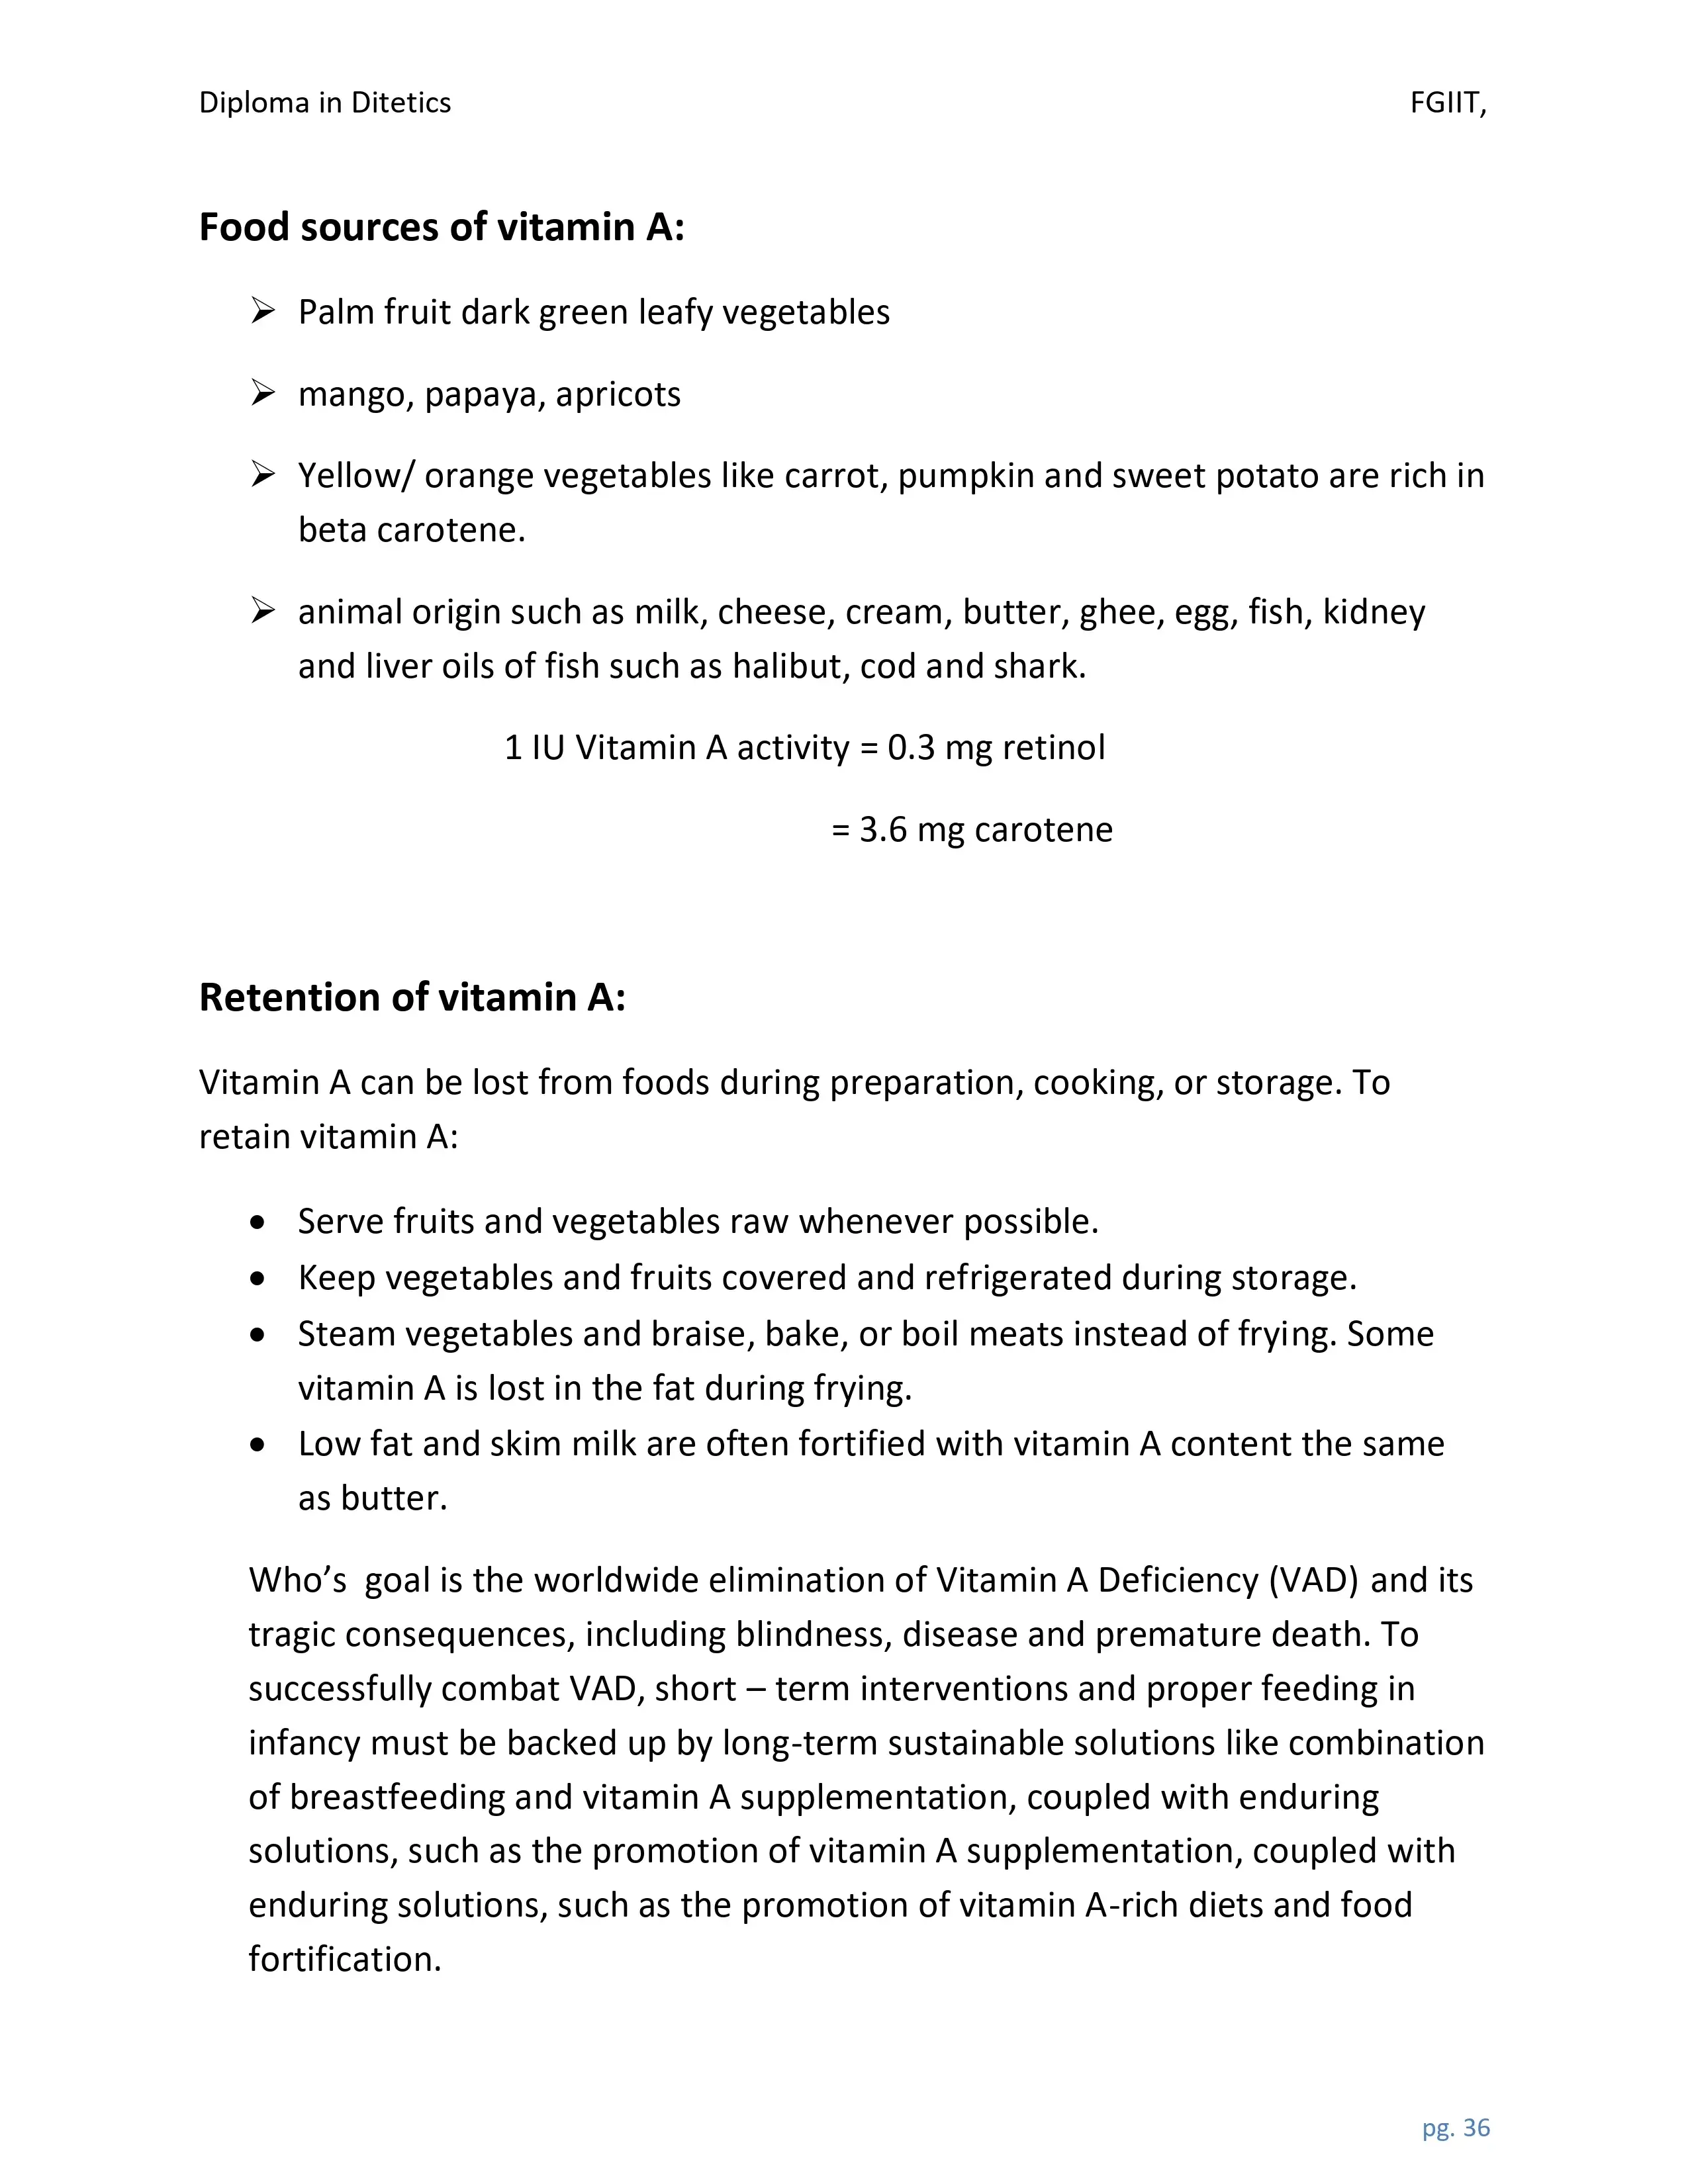 Diploma in Ditetics FGIIT,
Food sources of vitamin A:
➢ Palm fruit dark green leafy vegetables
➢ mango, papaya, apricots
➢ Yellow/ orange vegetables like carrot, pumpkin and sweet potato are rich in
beta carotene.
➢ animal origin such as milk, cheese, cream, butter, ghee, egg, fish, kidney
and liver oils of fish such as halibut, cod and shark.
1 IU Vitamin A activity = 0.3 mg retinol
= 3.6 mg carotene
Retention of vitamin A:
Vitamin A can be lost from foods during preparation, cooking, or storage. To
retain vitamin A:
• Serve fruits and vegetables raw whenever possible.
• Keep vegetables and fruits covered and refrigerated during storage.
• Steam vegetables and braise, bake, or boil meats instead of frying. Some
vitamin A is lost in the fat during frying.
• Low fat and skim milk are often fortified with vitamin A content the same
as butter.
Who’s  goal is the worldwide elimination of Vitamin A Deficiency (VAD) and its
tragic consequences, including blindness, disease and premature death. To
successfully combat VAD, short – term interventions and proper feeding in
infancy must be backed up by long-term sustainable solutions like combination
of breastfeeding and vitamin A supplementation, coupled with enduring
solutions, such as the promotion of vitamin A supplementation, coupled with
enduring solutions, such as the promotion of vitamin A-rich diets and food
fortification.
pg. 36